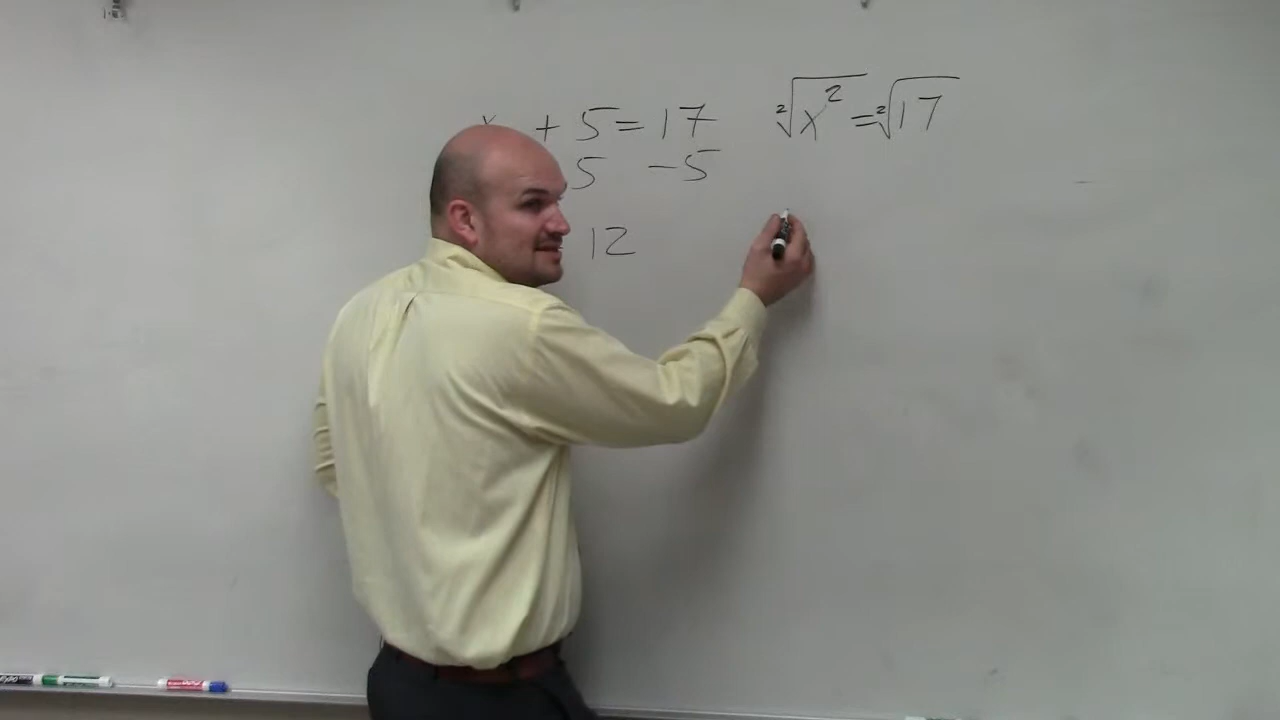 x + 5 = 17
5 -5
12
²√x² = ²√17